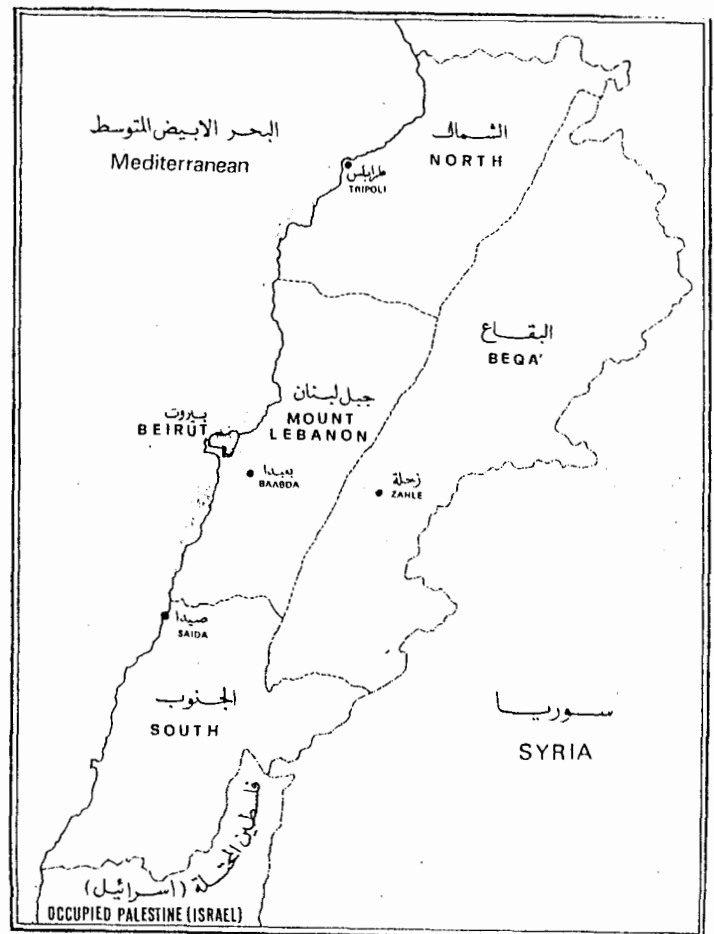 البحر الابيض المتوسط
Mediterranean
الشمال
NORTH
طرابلس
TRIPOLI
البقاع
BEQA'
جبل لبنان
MOUNT
LEBANON
بيروت
BEIRUT
بعبدا
BAABDA
زحلة
ZAHLE
صيدا
SAIDA
الجنوب
SOUTH
سوريا
SYRIA
فلسطين المحتلة (اسرائيل)
OCCUPIED PALESTINE (ISRAEL)